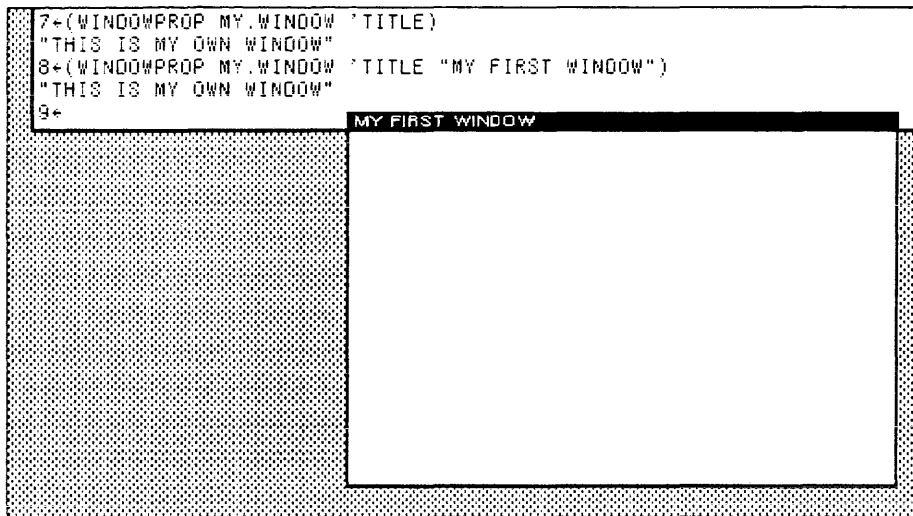 7←(WINDOWPROP MY.WINDOW 'TITLE)
"THIS IS MY OWN WINDOW"
8←(WINDOWPROP MY.WINDOW 'TITLE "MY FIRST WINDOW")
"THIS IS MY OWN WINDOW"
9←
MY FIRST WINDOW